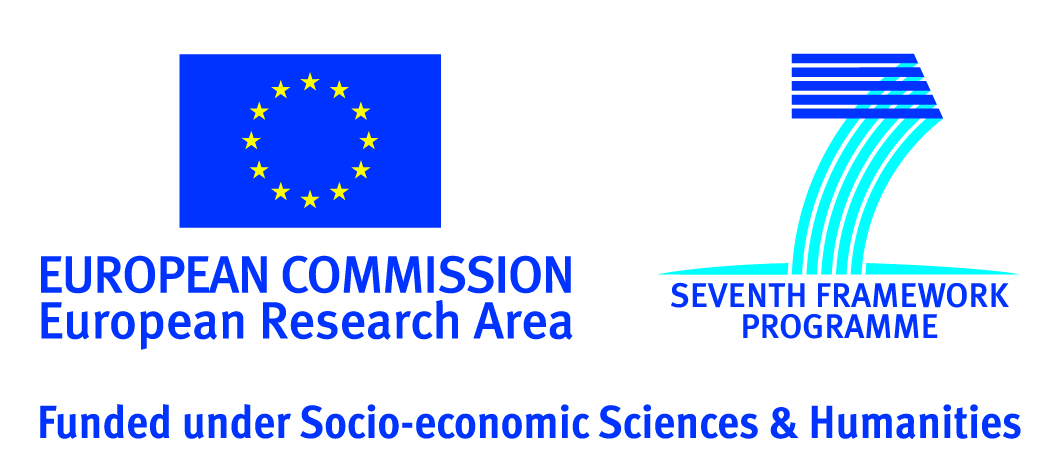 EUROPEAN COMMISSION
European Research Area
SEVENTH FRAMEWORK
PROGRAMME
Funded under Socio-economic Sciences & Humanities